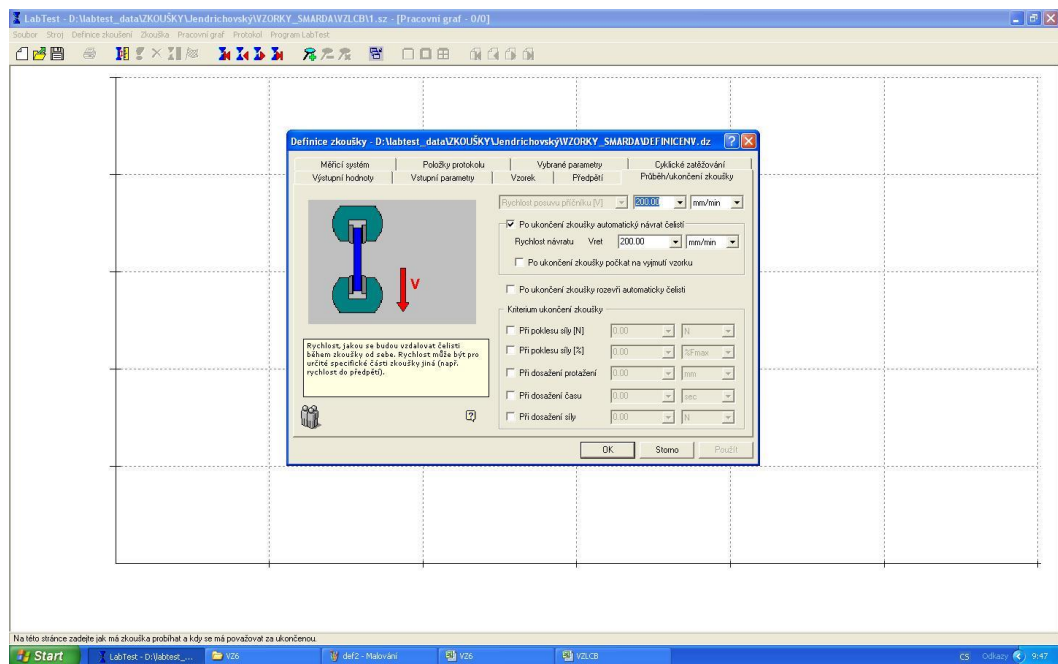 LabTest - D:\labtest_data\ZKOUŠKY\Jendrichovský\VZORKY_SMARDA\VZLCB\1.sz - [Pracovní graf - 0/0]
Soubor Stroj Definice zkoušení Zkouška Pracovní graf Protokol Program LabTest
Definice zkoušky - D:\labtest_data\ZKOUŠKY\Jendrichovský\VZORKY_SMARDA\DEFINICENV.dz
Měřicí systém Položky protokolu Vybrané parametry Cyklické zatěžování
Výstupní hodnoty Vstupní parametry Vzorek Předpětí Průběh/ukončení zkoušky
Rychlost posuvu příčníku [V] 200.00 mm/min
Po ukončení zkoušky automatický návrat čelistí
Rychlost návratu Vret 200.00 mm/min
Po ukončení zkoušky počkat na vyjmutí vzorku
V
Po ukončení zkoušky rozevři automaticky čelisti
Kriterium ukončení zkoušky
Při poklesu síly [N] 0.00 N
Při poklesu síly [%] 0.00 %Fmax
Při dosažení protažení 0.00 mm
Při dosažení času 0.00 sec
Při dosažení síly 0.00 N
Rychlost, jakou se budou vzdalovat čelisti
během zkoušky od sebe. Rychlost může být pro
určité specifické části zkoušky jiná (např.
rychlost do předpětí).
OK Storno Použít
Na této stránce zadejte jak má zkouška probíhat a kdy se má považovat za ukončenou.
Start LabTest - D:\labtest_... VZ6 def2 - Malování VZ6 VZLCB CS Odkazy 9:47